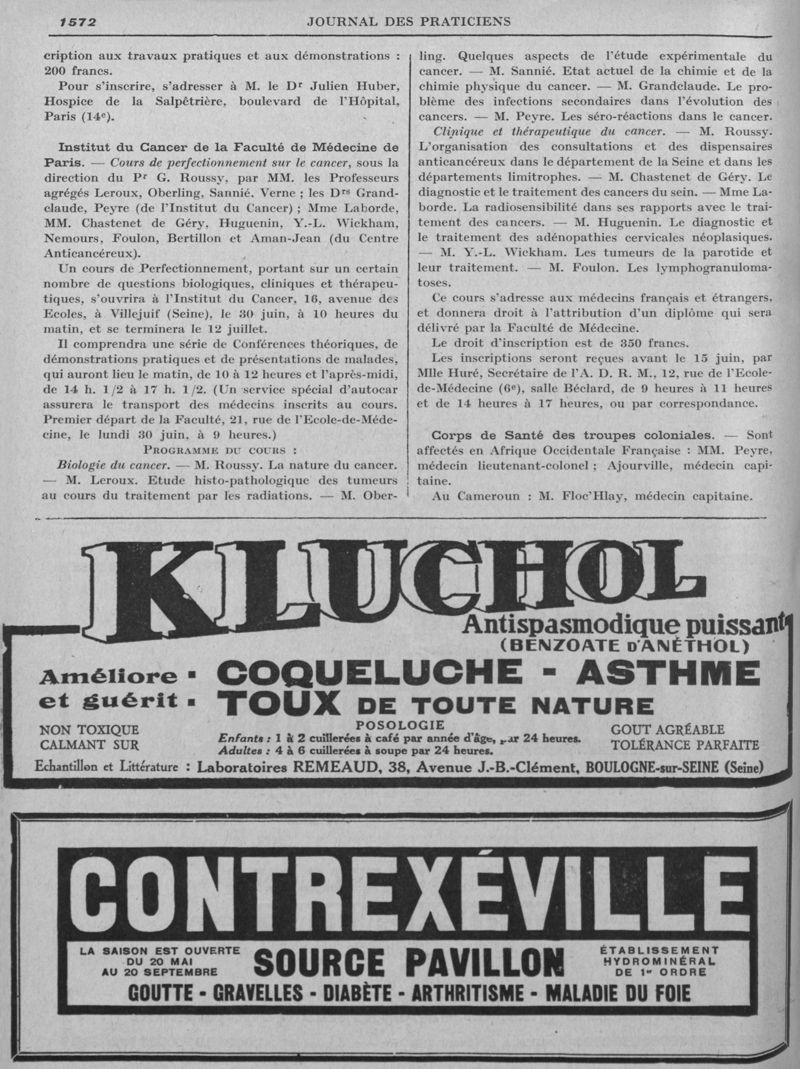 1572
JOURNAL DES PRATICIENS
cription aux travaux pratiques et aux démonstrations :
200 francs.
Pour s'inscrire, s'adresser à M. le Dr Julien Huber,
Hospice de la Salpêtrière, boulevard de l'Hôpital,
Paris (14e).
Institut du Cancer de la Faculté de Médecine de
Paris. — Cours de perfectionnement sur le cancer, sous la
direction du Pr G. Roussy, par MM. les Professeurs
agrégés Leroux, Oberling, Sannié, Verne ; les Drs Grand-
claude, Peyre (de l'Institut du Cancer) ; Mme Laborde,
MM. Chastenet de Géry, Huguenin, Y.-L. Wickham,
Nemours, Foulon, Bertillon et Aman-Jean (du Centre
Anticancéreux).
Un cours de Perfectionnement, portant sur un certain
nombre de questions biologiques, cliniques et thérapeu-
tiques, s'ouvrira à l'Institut du Cancer, 16, avenue des
Ecoles, à Villejuif (Seine), le 30 juin, à 10 heures du
matin, et se terminera le 12 juillet.
Il comprendra une série de Conférences théoriques, de
démonstrations pratiques et de présentations de malades,
qui auront lieu le matin, de 10 à 12 heures et l'après-midi,
de 14 h. 1/2 à 17 h. 1/2. (Un service spécial d'autocar
assurera le transport des médecins inscrits au cours.
Premier départ de la Faculté, 21, rue de l'Ecole-de-Méde-
cine, le lundi 30 juin, à 9 heures.)
PROGRAMME DU COURS :
Biologie du cancer. — M. Roussy. La nature du cancer.
— M. Leroux. Etude histo-pathologique des tumeurs
au cours du traitement par les radiations. — M. Ober-
ling. Quelques aspects de l'étude expérimentale du
cancer. — M. Sannié. Etat actuel de la chimie et de la
chimie physique du cancer. — M. Grandclaude. Le pro-
blème des infections secondaires dans l'évolution des
cancers. — M. Peyre. Les séro-réactions dans le cancer.
Clinique et thérapeutique du cancer. — M. Roussy.
L'organisation des consultations et des dispensaires
anticancéreux dans le département de la Seine et dans les
départements limitrophes. — M. Chastenet de Géry. Le
diagnostic et le traitement des cancers du sein. — Mme La-
borde. La radiosensibilité dans ses rapports avec le trai-
tement des cancers. — M. Huguenin. Le diagnostic et
le traitement des adénopathies cervicales néoplasiques.
— M. Y.-L. Wickham. Les tumeurs de la parotide et
leur traitement. — M. Foulon. Les lymphogranuloma-
toses.
Ce cours s'adresse aux médecins français et étrangers,
et donnera droit à l'attribution d'un diplôme qui sera
délivré par la Faculté de Médecine.
Le droit d'inscription est de 350 francs.
Les inscriptions seront reçues avant le 15 juin, par
Mlle Huré, Secrétaire de l'A. D. R. M., 12, rue de l'Ecole-
de-Médecine (6e), salle Béclard, de 9 heures à 11 heures
et de 14 heures à 17 heures, ou par correspondance.
Corps de Santé des troupes coloniales. — Sont
affectés en Afrique Occidentale Française : MM. Peyre,
médecin lieutenant-colonel ; Ajourville, médecin capi-
taine.
Au Cameroun : M. Floc'Hlay, médecin capitaine.
KLUCHOL
Antispasmodique puissant
(BENZOATE D'ANÉTHOL)
Améliore
et guérit
COQUELUCHE - ASTHME
TOUX DE TOUTE NATURE
NON TOXIQUE
CALMANT SUR
POSOLOGIE
Enfants : 1 à 2 cuillerées à café par année d'âge, par 24 heures.
Adultes : 4 à 6 cuillerées à soupe par 24 heures.
GOUT AGRÉABLE
TOLÉRANCE PARFAITE
Echantillon et Littérature : Laboratoires REMEAUD, 38, Avenue J.-B.-Clément, BOULOGNE-sur-SEINE (Seine)
CONTREXÉVILLE
LA SAISON EST OUVERTE
DU 20 MAI
AU 20 SEPTEMBRE
SOURCE PAVILLON
ÉTABLISSEMENT
HYDROMINÉRAL
DE 1er ORDRE
GOUTTE - GRAVELLES - DIABÈTE - ARTHRITISME - MALADIE DU FOIE